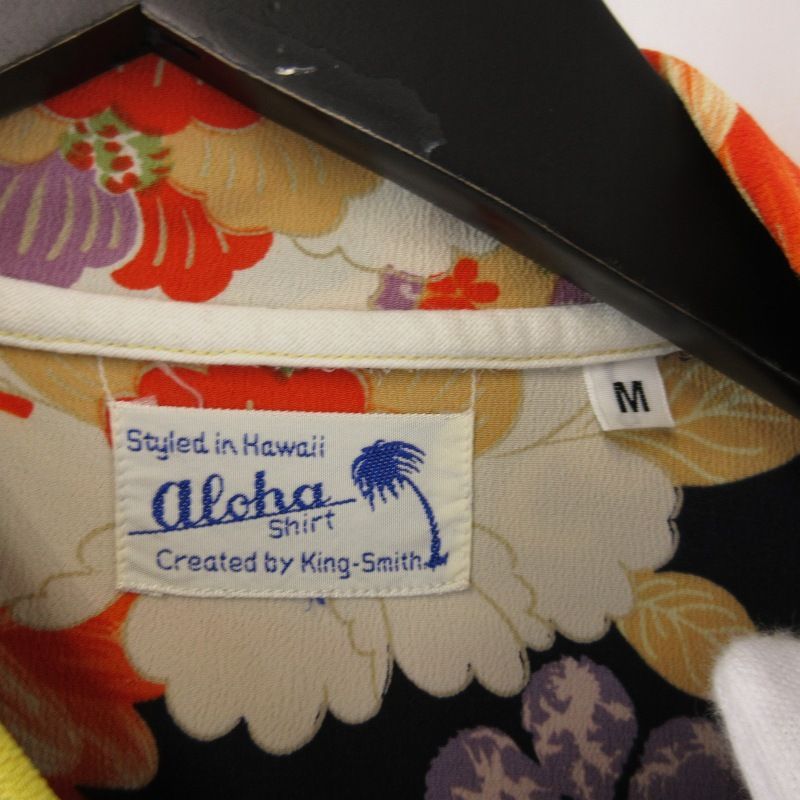 Styled in Hawaii
Aloha
Shirt
Created by King-Smith
M